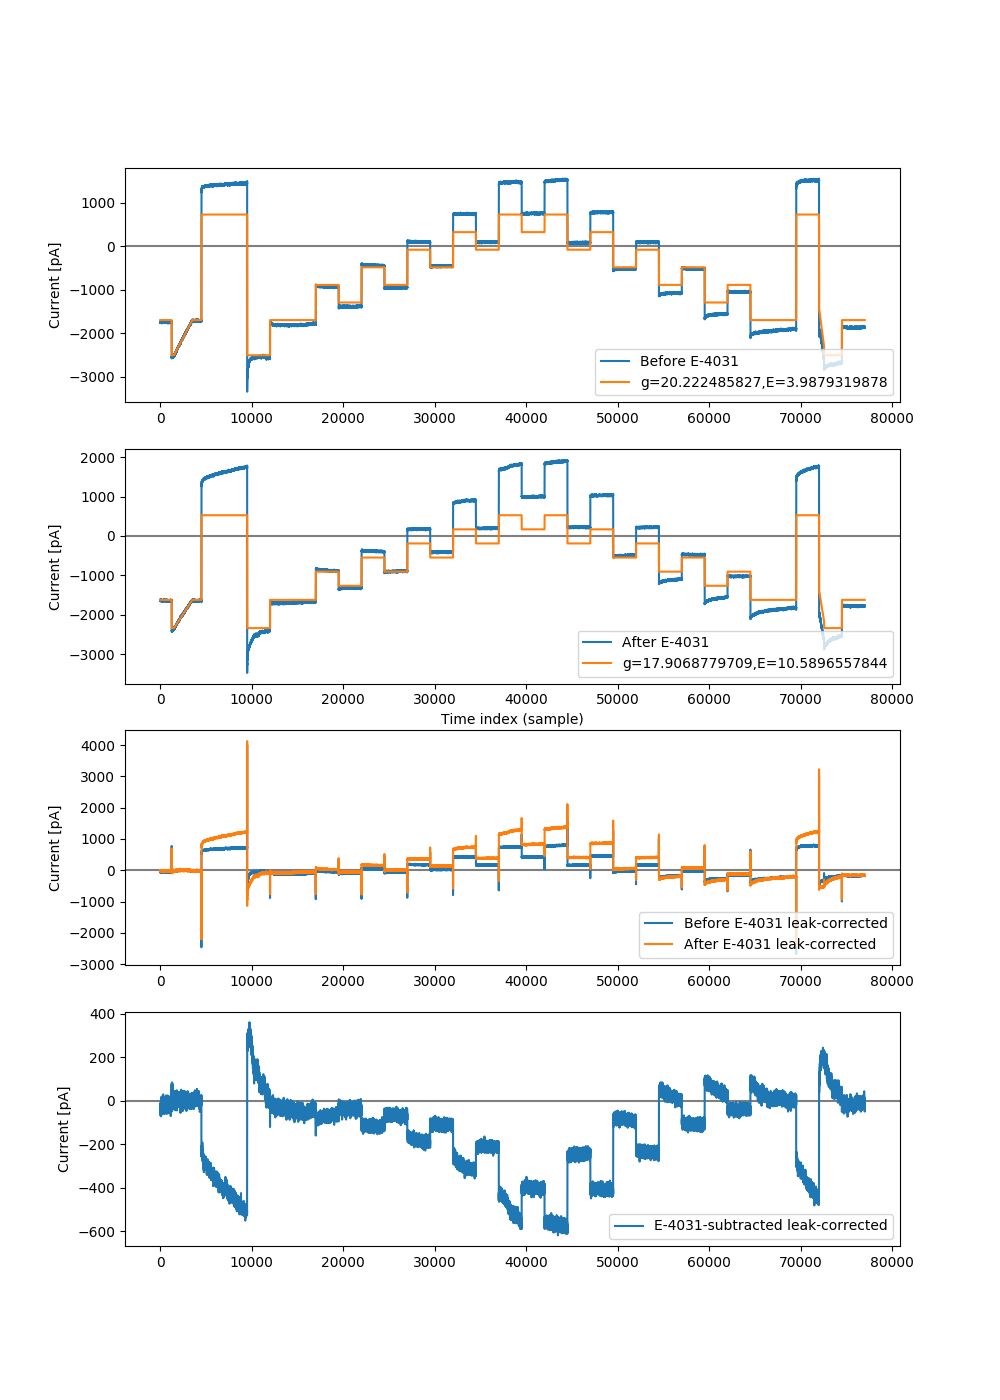 1000
0
−1000
−2000
−3000
Current [pA]
Before E-4031
g=20.222485827,E=3.9879319878
0 10000 20000 30000 40000 50000 60000 70000 80000
2000
1000
0
−1000
−2000
−3000
Current [pA]
After E-4031
g=17.9068779709,E=10.5896557844
0 10000 20000 30000 40000 50000 60000 70000 80000
Time index (sample)
4000
3000
2000
1000
0
−1000
−2000
−3000
Current [pA]
Before E-4031 leak-corrected
After E-4031 leak-corrected
0 10000 20000 30000 40000 50000 60000 70000 80000
400
200
0
−200
−400
−600
Current [pA]
E-4031-subtracted leak-corrected
0 10000 20000 30000 40000 50000 60000 70000 80000